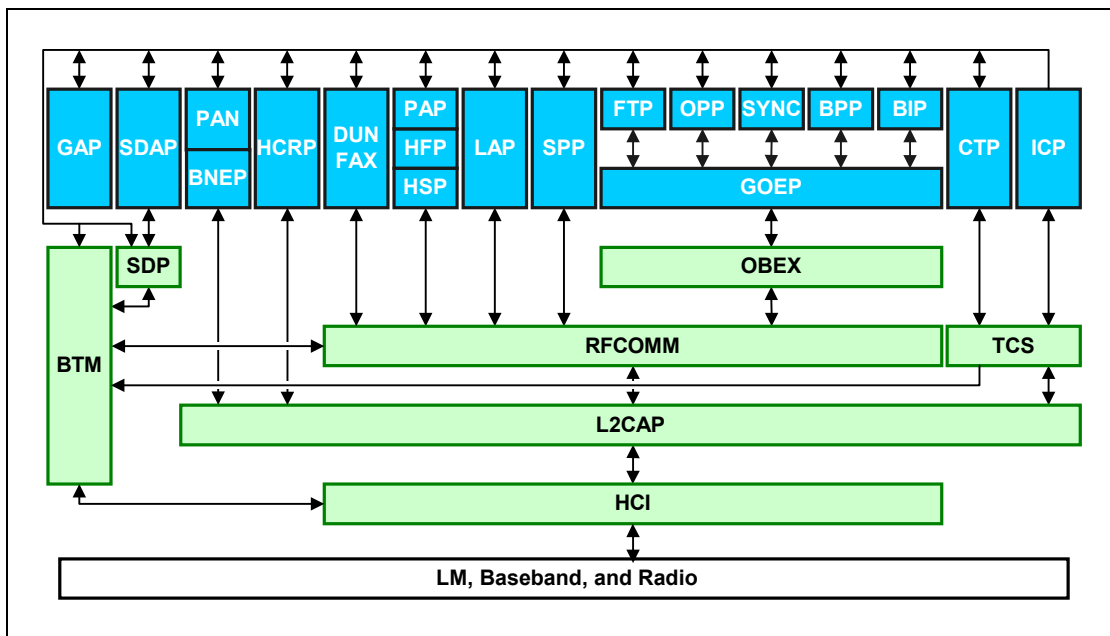 GAP
SDAP
PAN
BNEP
HCRP
DUN
FAX
PAP
HFP
HSP
LAP
SPP
FTP
OPP
SYNC
BPP
BIP
GOEP
CTP
ICP
SDP
OBEX
BTM
RFCOMM
TCS
L2CAP
HCI
LM, Baseband, and Radio